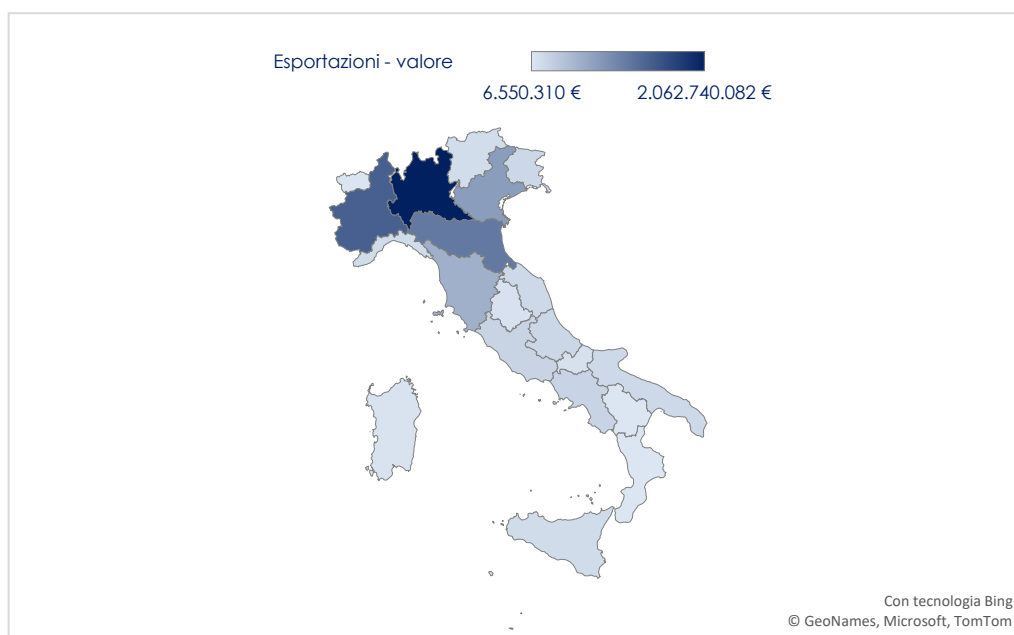 Esportazioni - valore
6.550.310 € 2.062.740.082 €
Con tecnologia Bing
© GeoNames, Microsoft, TomTom